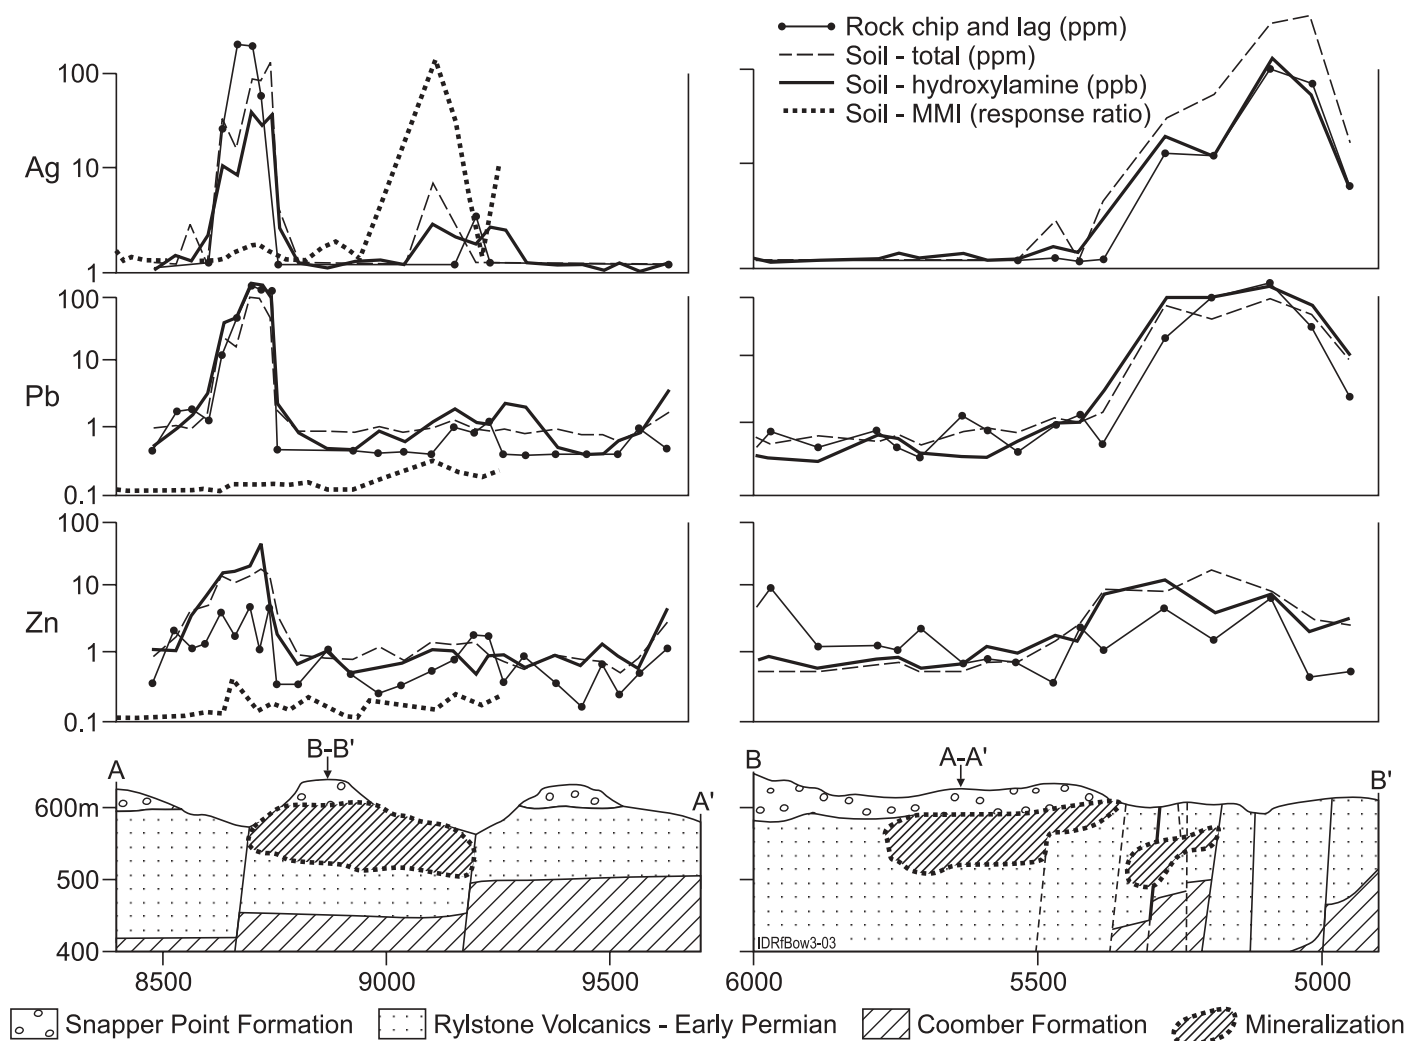 Rock chip and lag (ppm)
Soil - total (ppm)
Soil - hydroxylamine (ppb)
Soil - MMI (response ratio)
Ag
100
10
1
Pb
100
10
1
0.1
Zn
100
10
1
0.1
A
B-B'
A'
B
A-A'
B'
600m
500
400
IDRfBow3-03
8500
9000
9500
6000
5500
5000
Snapper Point Formation
Rylstone Volcanics - Early Permian
Coomber Formation
Mineralization